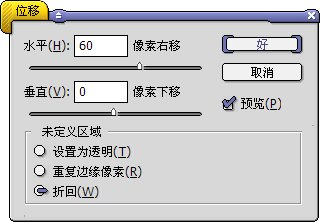 位移
水平(H): 60 像素右移
好
取消
垂直(V): 0 像素下移
预览(P)
未定义区域
设置为透明(T)
重复边缘像素(R)
折回(W)